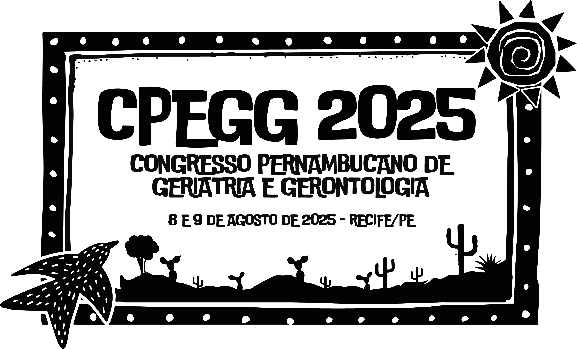 CPEGG 2025
CONGRESSO PERNAMBUCANO DE
GERIATRIA E GERONTOLOGIA
8 E 9 DE AGOSTO DE 2025 - RECIFE/PE